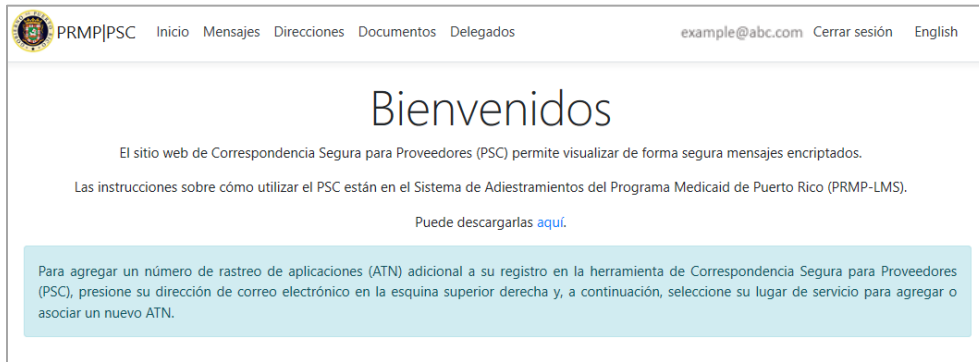 PRMP|PSC Inicio Mensajes Direcciones Documentos Delegados example@abc.com Cerrar sesión English
Bienvenidos
El sitio web de Correspondencia Segura para Proveedores (PSC) permite visualizar de forma segura mensajes encriptados.
Las instrucciones sobre cómo utilizar el PSC están en el Sistema de Adiestramientos del Programa Medicaid de Puerto Rico (PRMP-LMS).
Puede descargarlas aquí.
Para agregar un número de rastreo de aplicaciones (ATN) adicional a su registro en la herramienta de Correspondencia Segura para Proveedores
(PSC), presione su dirección de correo electrónico en la esquina superior derecha y, a continuación, seleccione su lugar de servicio para agregar o
asociar un nuevo ATN.